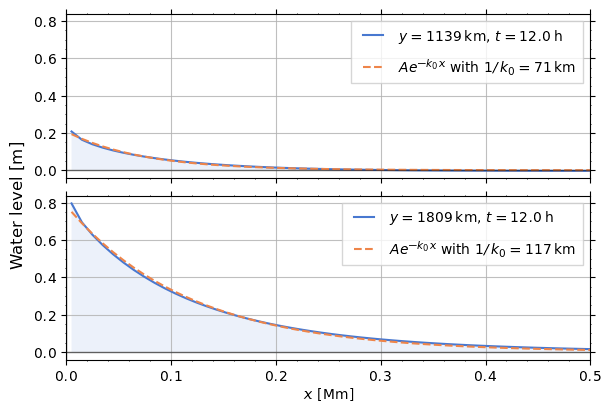 0.8
0.6
0.4
0.2
0.0
y = 1139 km, t = 12.0 h
Ae^{-k_0 x} with 1/k_0 = 71 km
Water level [m]
0.8
0.6
0.4
0.2
0.0
y = 1809 km, t = 12.0 h
Ae^{-k_0 x} with 1/k_0 = 117 km
0.0 0.1 0.2 0.3 0.4 0.5
x [Mm]